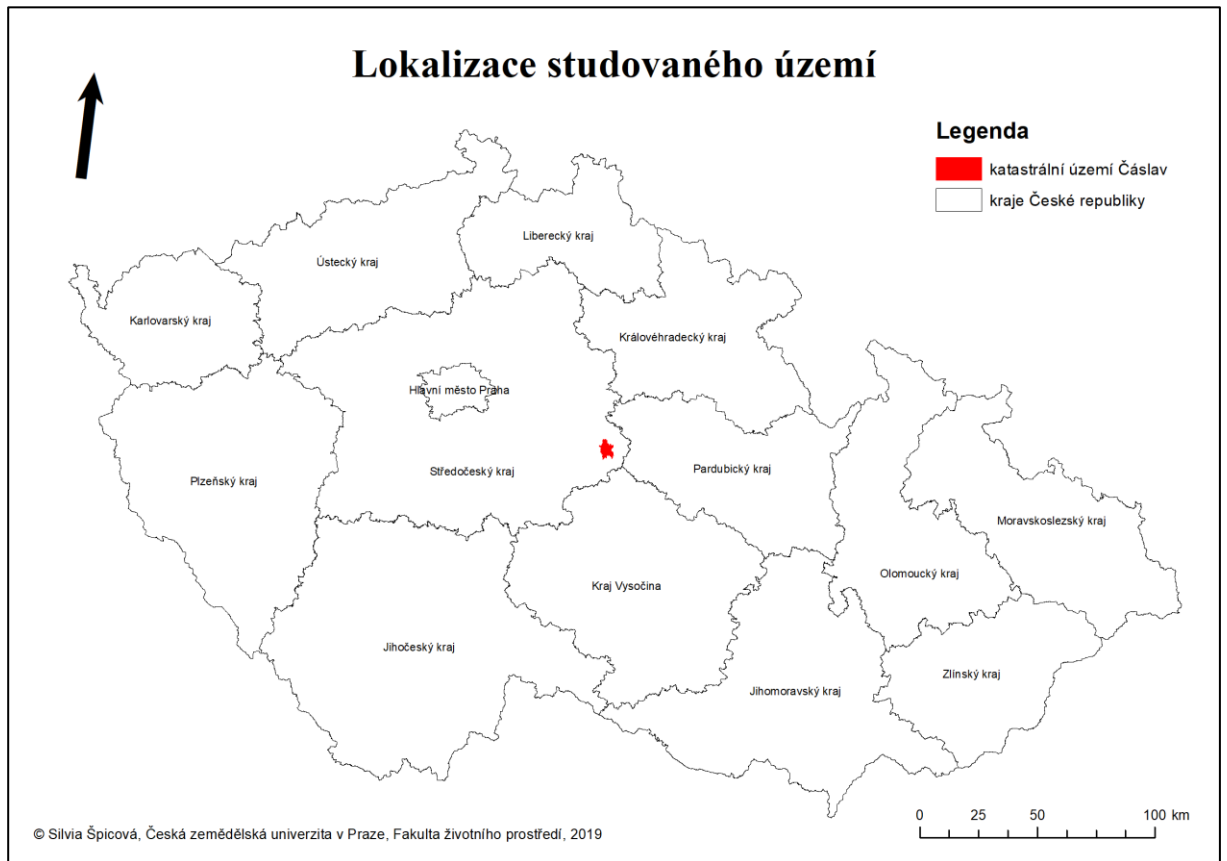 Lokalizace studovaného území
Legenda
katastrální území Čáslav
kraje České republiky
Liberecký kraj
Ústecký kraj
Karlovarský kraj
Královéhradecký kraj
Hlavní město Praha
Středočeský kraj
Pardubický kraj
Plzeňský kraj
Moravskoslezský kraj
Olomoucký kraj
Kraj Vysočina
Jihočeský kraj
Zlínský kraj
Jihomoravský kraj
0 25 50 100 km
© Silvia Špicová, Česká zemědělská univerzita v Praze, Fakulta životního prostředí, 2019